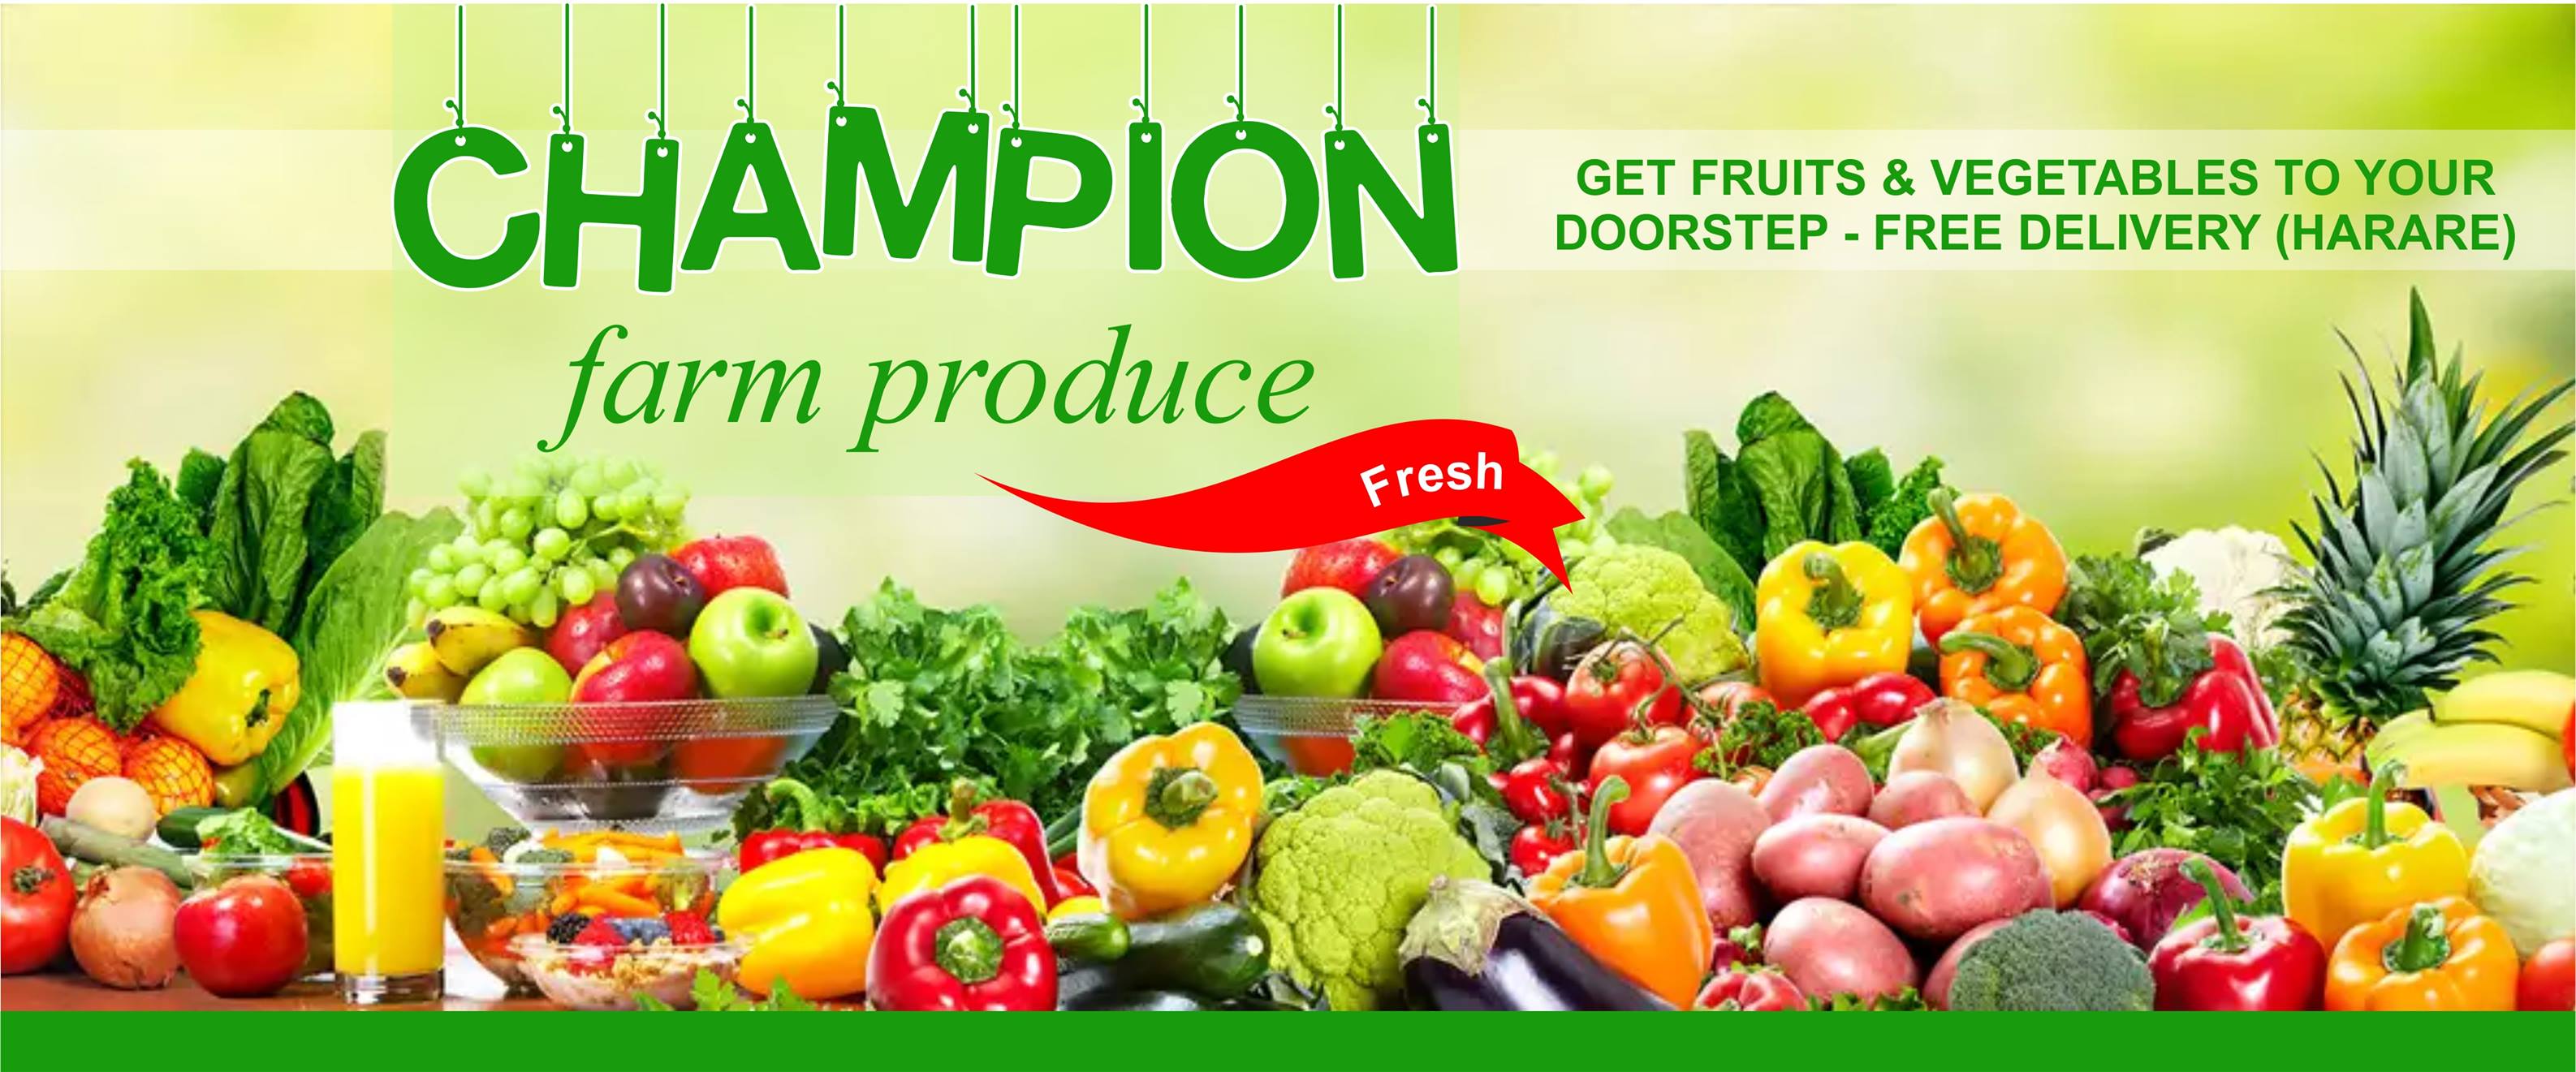 CHAMPION
farm produce
Fresh
GET FRUITS & VEGETABLES TO YOUR
DOORSTEP - FREE DELIVERY (HARARE)